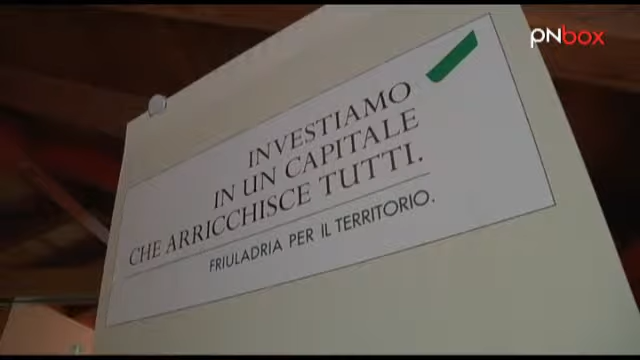 pnbox
INVESTIAMO
IN UN CAPITALE
CHE ARRICCHISCE TUTTI.
FRIULADRIA PER IL TERRITORIO.